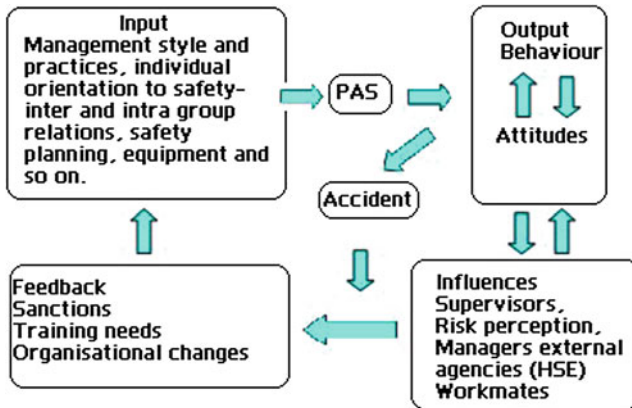 Input
Management style and
practices, individual
orientation to safety-
inter and intra group
relations, safety
planning, equipment and
so on.
PAS
Output
Behaviour
Attitudes
Accident
Feedback
Sanctions
Training needs
Organisational changes
Influences
Supervisors,
Risk perception,
Managers external
agencies (HSE)
Workmates